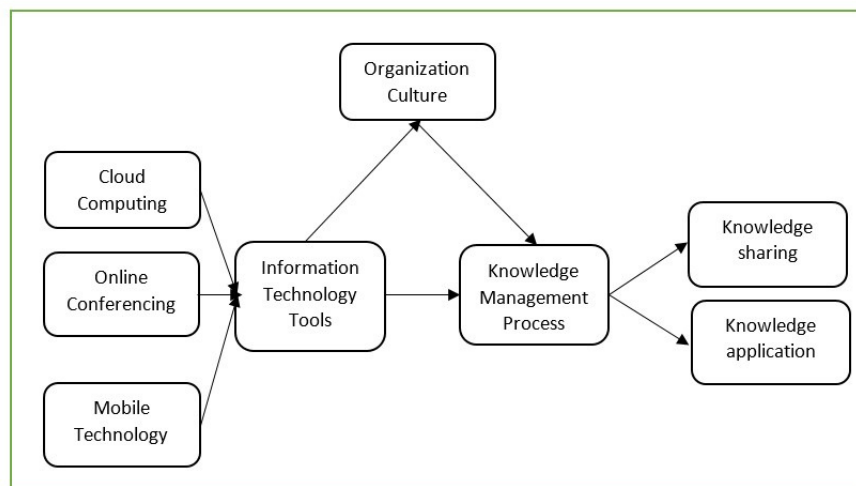 Organization
Culture
Cloud
Computing
Online
Conferencing
Mobile
Technology
Information
Technology
Tools
Knowledge
Management
Process
Knowledge
sharing
Knowledge
application